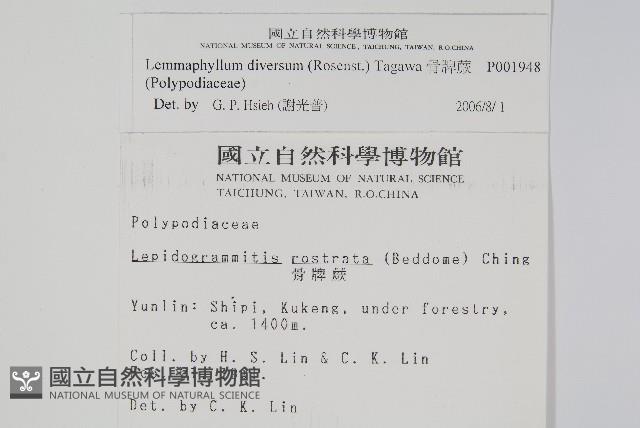 國立自然科學博物館
NATIONAL MUSEUM OF NATURAL SCIENCE, TAICHUNG, TAIWAN, R.O.CHINA
Lemmaphyllum diversum (Rosenst.) Tagawa 骨牌蕨 P001948
(Polypodiaceae)
Det. by G. P. Hsieh (謝光普) 2006/8/1
國立自然科學博物館
NATIONAL MUSEUM OF NATURAL SCIENCE
TAICHUNG, TAIWAN, R.O.CHINA
Polypodiaceae
Lepidogrammitis rostrata (Beddome) Ching
骨牌蕨
Yunlin: Shipi, Kukeng, under forestry,
ca. 1400m.
Coll. by H. S. Lin & C. K. Lin
國立自然科學博物館
NATIONAL MUSEUM OF NATURAL SCIENCE
Det. by C. K. Lin